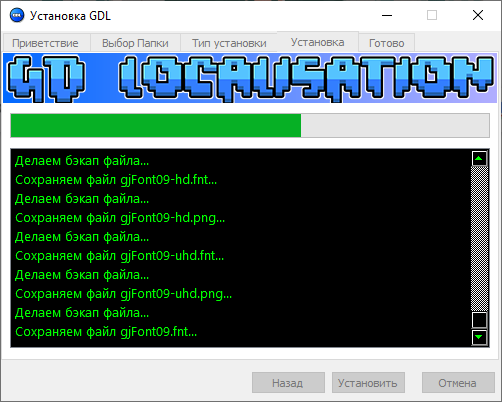 Установка GDL
Приветствие
Выбор Папки
Тип установки
Установка
Готово
GD LOCALISATION
Делаем бэкап файла...
Сохраняем файл gjFont09-hd.fnt...
Делаем бэкап файла...
Сохраняем файл gjFont09-hd.png...
Делаем бэкап файла...
Сохраняем файл gjFont09-uhd.fnt...
Делаем бэкап файла...
Сохраняем файл gjFont09-uhd.png...
Делаем бэкап файла...
Сохраняем файл gjFont09.fnt...
Назад
Установить
Отмена